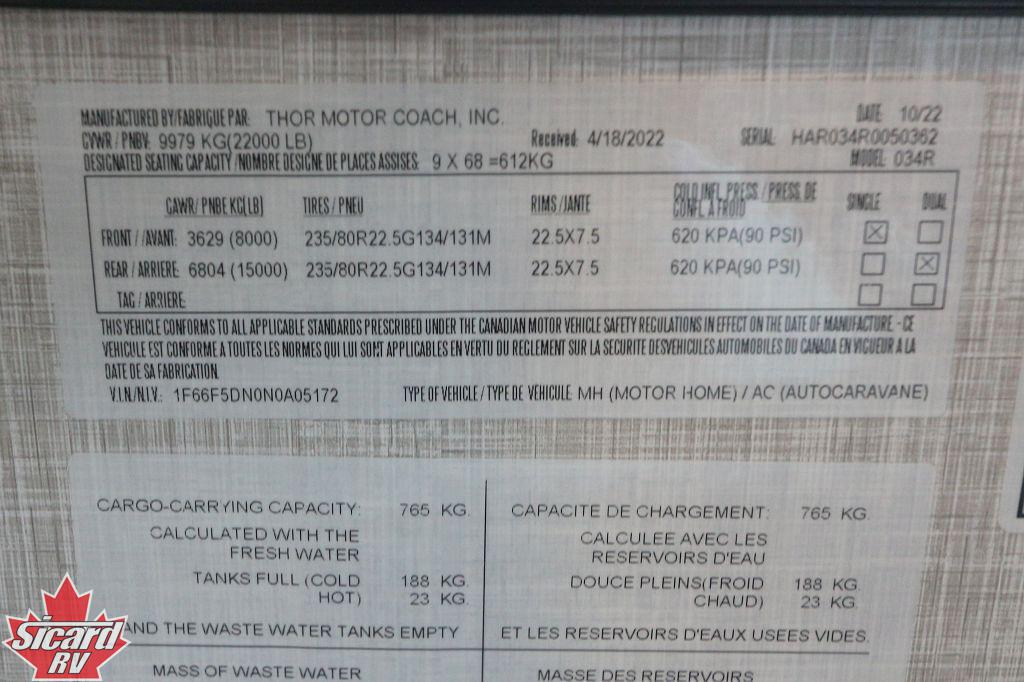 MANUFACTURED BY/FABRIQUE PAR: THOR MOTOR COACH, INC. DATE 10/22
GVWR / PNBV: 9979 KG(22000 LB) Received: 4/18/2022 SERIAL HAR034R0050362
DESIGNATED SEATING CAPACITY / NOMBRE DESIGNE DE PLACES ASSISES: 9 X 68 =612KG MODEL 034R
GAWR/ PNBE KG(LB) TIRES / PNEU RIMS /JANTE COLD INFL. PRESS. / PRESS. DE SINGLE DUAL
GONFL A FROID
FRONT / /AVANT: 3629 (8000) 235/80R22.5G134/131M 22.5X7.5 620 KPA(90 PSI)
REAR / ARRIERE: 6804 (15000) 235/80R22.5G134/131M 22.5X7.5 620 KPA(90 PSI)
TAG / ARRIERE:
THIS VEHICLE CONFORMS TO ALL APPLICABLE STANDARDS PRESCRIBED UNDER THE CANADIAN MOTOR VEHICLE SAFETY REGULATIONS IN EFFECT ON THE DATE OF MANUFACTURE. - CE
VEHICULE EST CONFORME A TOUTES LES NORMES QUI LUI SONT APPLICABLES EN VERTU DU REGLEMENT SUR LA SECURITE DESVEHICULES AUTOMOBILES DU CANADA EN VIGUEUR A LA
DATE DE SA FABRICATION.
V.I.N./N.I.V.: 1F66F5DN0N0A05172 TYPE OF VEHICLE / TYPE DE VEHICULE MH (MOTOR HOME) / AC (AUTOCARAVANE)
CARGO-CARRYING CAPACITY: 765 KG. CAPACITE DE CHARGEMENT: 765 KG.
CALCULATED WITH THE CALCULEE AVEC LES
FRESH WATER RESERVOIRS D'EAU
TANKS FULL (COLD 188 KG. DOUCE PLEINS(FROID 188 KG.
HOT) 23 KG. CHAUD) 23 KG.
AND THE WASTE WATER TANKS EMPTY ET LES RESERVOIRS D'EAUX USEES VIDES.
MASS OF WASTE WATER MASSE DES RESERVOIRS
Sicard
RV